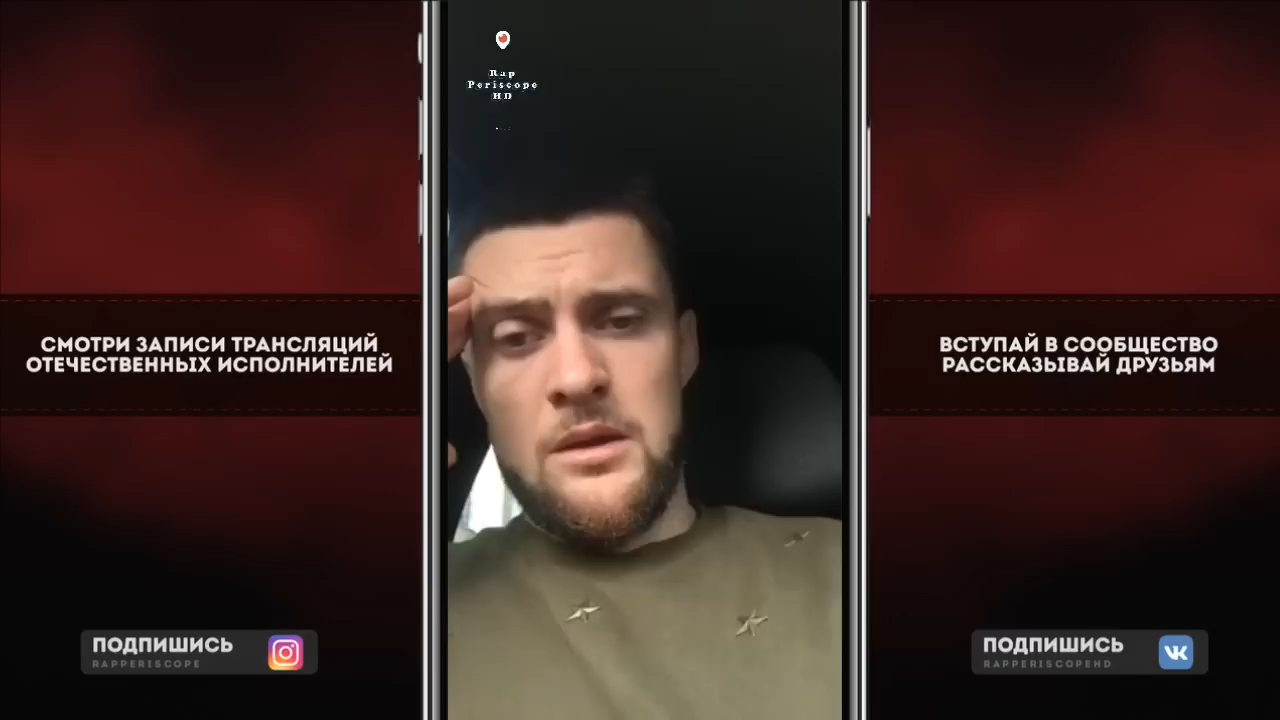 Rap
Periscope
HD
СМОТРИ ЗАПИСИ ТРАНСЛЯЦИЙ
ОТЕЧЕСТВЕННЫХ ИСПОЛНИТЕЛЕЙ
ВСТУПАЙ В СООБЩЕСТВО
РАССКАЗЫВАЙ ДРУЗЬЯМ
ПОДПИШИСЬ
RAPPERISCOPE
ПОДПИШИСЬ
RAPPERISCOPEHD